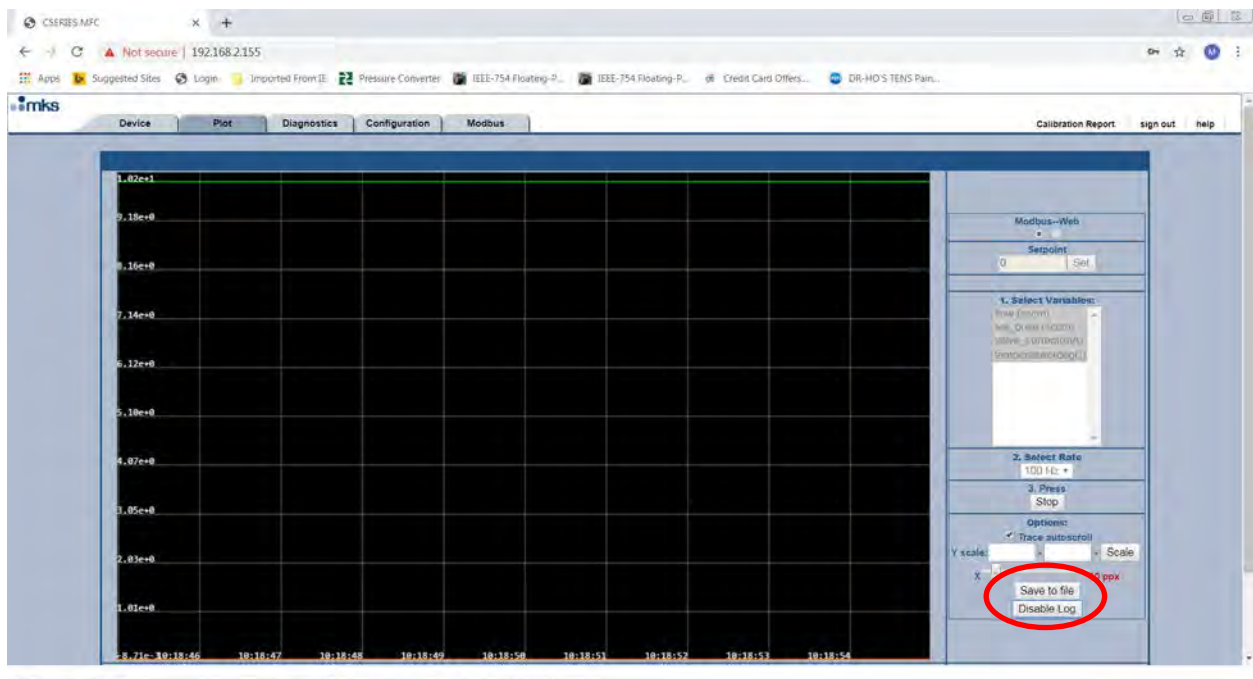 CSERIES MFC
Not secure | 192.168.2.155
Apps Suggested Sites Login Imported From IE Pressure Converter IEEE-754 Floating-P... IEEE-754 Floating-P... Credit Card Offers... DR-HO'S TENS Pain...
M
mks
Device Plot Diagnostics Configuration Modbus Calibration Report sign out help
1.02e+1
9.18e+0
8.16e+0
7.14e+0
6.12e+0
5.10e+0
4.07e+0
3.05e+0
2.03e+0
1.01e+0
10:18:46 10:18:47 10:18:48 10:18:49 10:18:50 10:18:51 10:18:52 10:18:53 10:18:54
Modbus--Web
Setpoint
0 Set
1. Select Variables:
2. Select Rate
100 Hz
3. Press
Stop
Options:
Trace autoscroll
Y scale: - - Scale
X ppx
Save to file
Disable Log